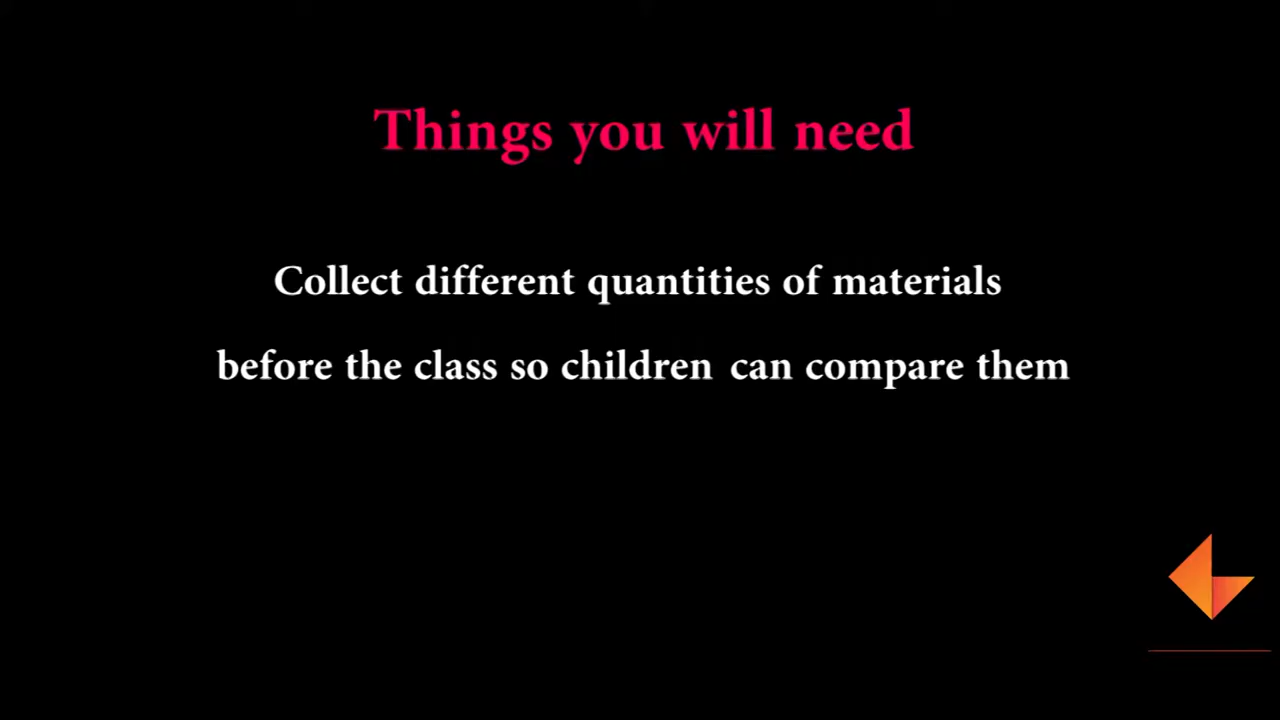 Things you will need
Collect different quantities of materials
before the class so children can compare them